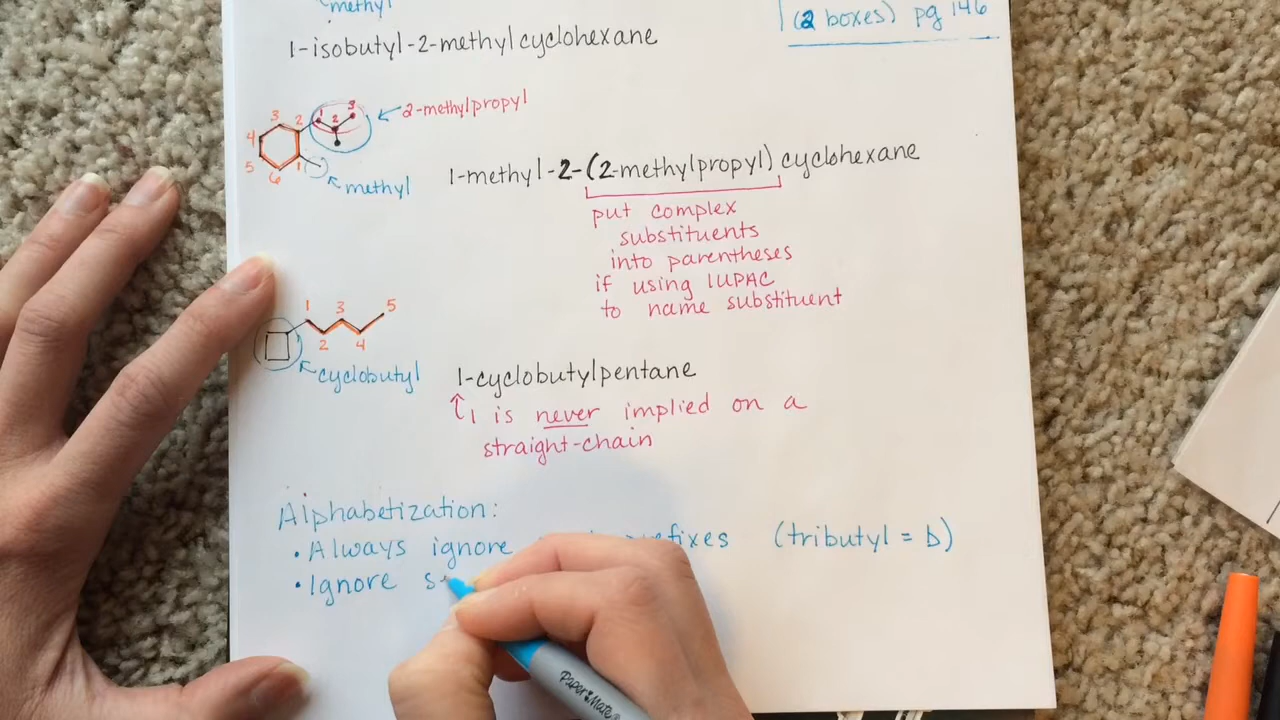 methyl
(2 boxes) pg 146
1-isobutyl-2-methylcyclohexane
1 2 3
2-methylpropyl
3 2
4
5 1
6
methyl
1-methyl-2-(2-methylpropyl)cyclohexane
put complex
substituents
into parentheses
if using IUPAC
to name substituent
1 3 5
2 4
cyclobutyl
1-cyclobutylpentane
1 is never implied on a
straight-chain
Alphabetization:
• Always ignore (tributyl = b)
• Ignore
Paper Mate